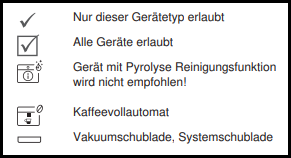 Nur dieser Gerätetyp erlaubt
Alle Geräte erlaubt
Gerät mit Pyrolyse Reinigungsfunktion
wird nicht empfohlen!
Kaffeevollautomat
Vakuumschublade, Systemschublade